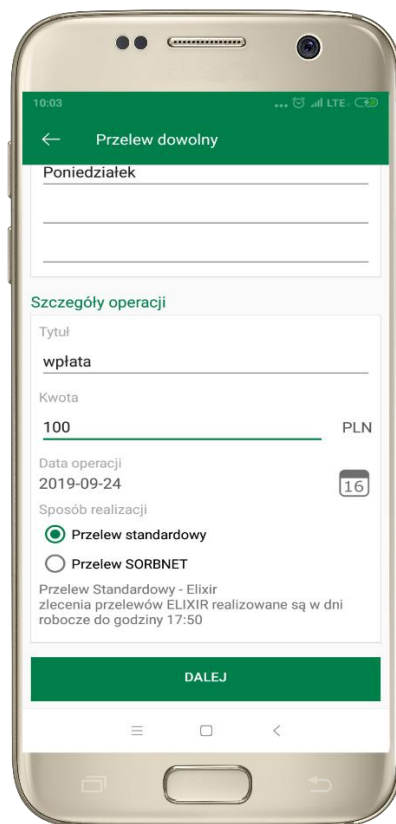 10:03
... LTE
Przelew dowolny
Poniedziałek
Szczegóły operacji
Tytuł
wpłata
Kwota
100 PLN
Data operacji
2019-09-24
16
Sposób realizacji
Przelew standardowy
Przelew SORBNET
Przelew Standardowy - Elixir
zlecenia przelewów ELIXIR realizowane są w dni
robocze do godziny 17:50
DALEJ